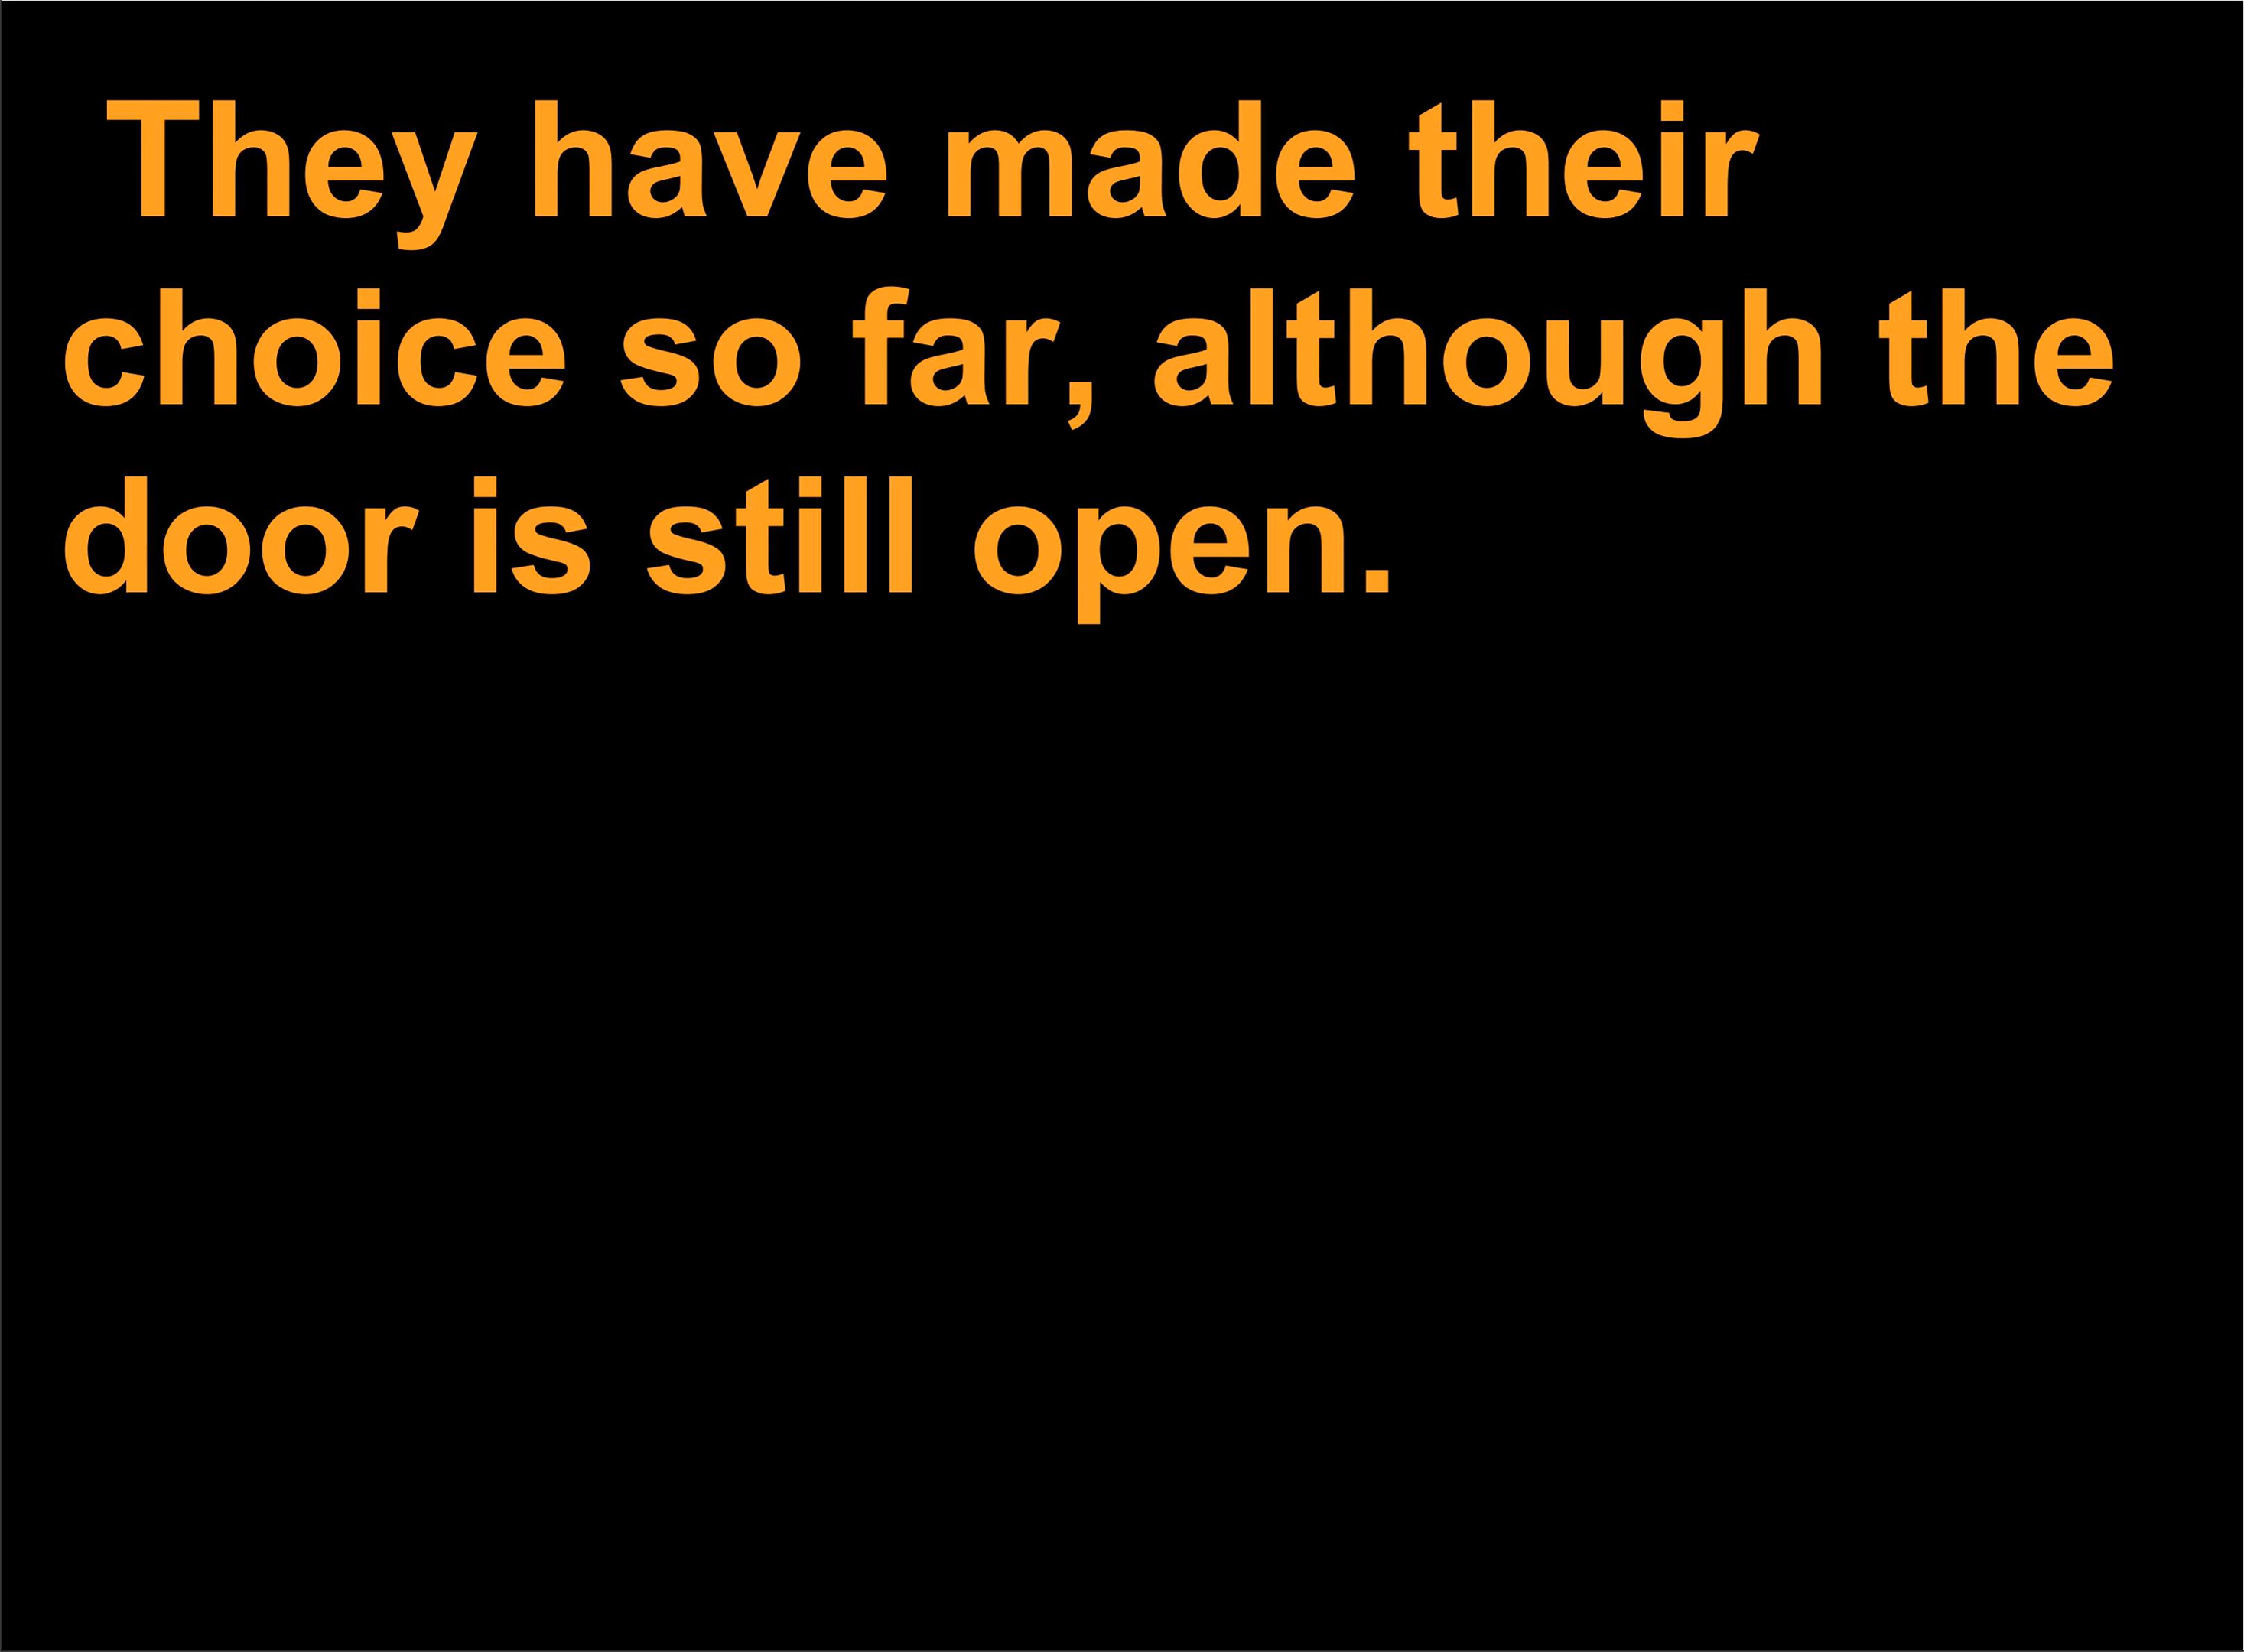 They have made their
choice so far, although the
door is still open.